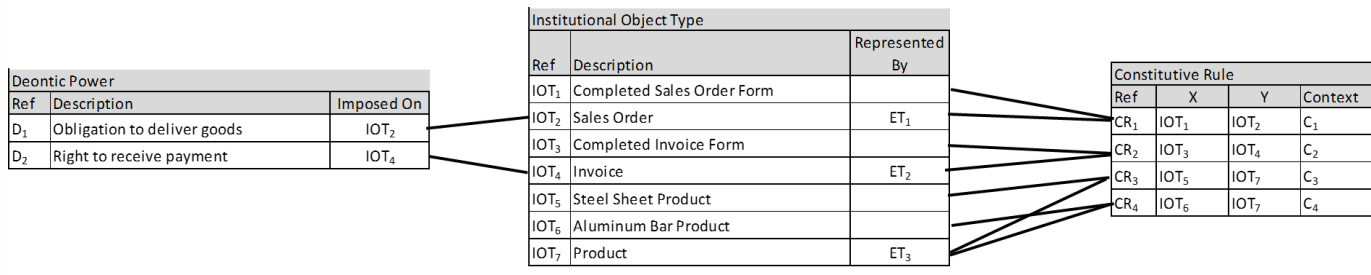 Deontic Power
Ref Description Imposed On
D₁ Obligation to deliver goods IOT₂
D₂ Right to receive payment IOT₄
Institutional Object Type
Ref Description Represented By
IOT₁ Completed Sales Order Form
IOT₂ Sales Order ET₁
IOT₃ Completed Invoice Form
IOT₄ Invoice ET₂
IOT₅ Steel Sheet Product
IOT₆ Aluminum Bar Product
IOT₇ Product ET₃
Constitutive Rule
Ref X Y Context
CR₁ IOT₁ IOT₂ C₁
CR₂ IOT₃ IOT₄ C₂
CR₃ IOT₅ IOT₇ C₃
CR₄ IOT₆ IOT₇ C₄